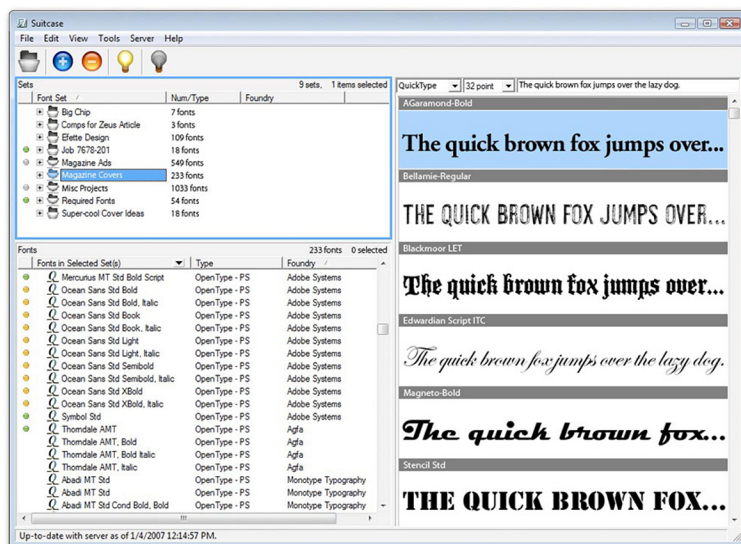 Suitcase
File Edit View Tools Server Help
Sets 9 sets, 1 items selected
Font Set Num/Type Foundry
Big Chip 7 fonts
Comps for Zeus Article 3 fonts
Efette Design 109 fonts
Job 7678-201 18 fonts
Magazine Ads 549 fonts
Magazine Covers 233 fonts
Misc Projects 1033 fonts
Required Fonts 54 fonts
Super-cool Cover Ideas 18 fonts
Fonts 233 fonts 0 selected
Fonts in Selected Set(s) Type Foundry
Mercurius MT Std Bold Script OpenType - PS Adobe Systems
Ocean Sans Std Bold OpenType - PS Adobe Systems
Ocean Sans Std Bold, Italic OpenType - PS Adobe Systems
Ocean Sans Std Book OpenType - PS Adobe Systems
Ocean Sans Std Book, Italic OpenType - PS Adobe Systems
Ocean Sans Std Light OpenType - PS Adobe Systems
Ocean Sans Std Light, Italic OpenType - PS Adobe Systems
Ocean Sans Std Semibold OpenType - PS Adobe Systems
Ocean Sans Std Semibold, Italic OpenType - PS Adobe Systems
Ocean Sans Std XBold OpenType - PS Adobe Systems
Ocean Sans Std XBold, Italic OpenType - PS Adobe Systems
Symbol Std OpenType - PS Adobe Systems
Thorndale AMT OpenType - PS Agfa
Thorndale AMT, Bold OpenType - PS Agfa
Thorndale AMT, Bold Italic OpenType - PS Agfa
Thorndale AMT, Italic OpenType - PS Agfa
Abadi MT Std OpenType - PS Monotype Typography
Abadi MT Std OpenType - PS Monotype Typography
Abadi MT Std Cond Bold, Bold OpenType - PS Monotype Typography
QuickType 32 point The quick brown fox jumps over the lazy dog.
AGaramond-Bold
The quick brown fox jumps over...
Bellamie-Regular
THE QUICK BROWN FOX JUMPS OVER...
Blackmoor LET
The quick brown fox jumps over...
Edwardian Script ITC
The quick brown fox jumps over the lazy dog.
Magneto-Bold
The quick brown fox...
Stencil Std
THE QUICK BROWN FOX...
Up-to-date with server as of 1/4/2007 12:14:57 PM.